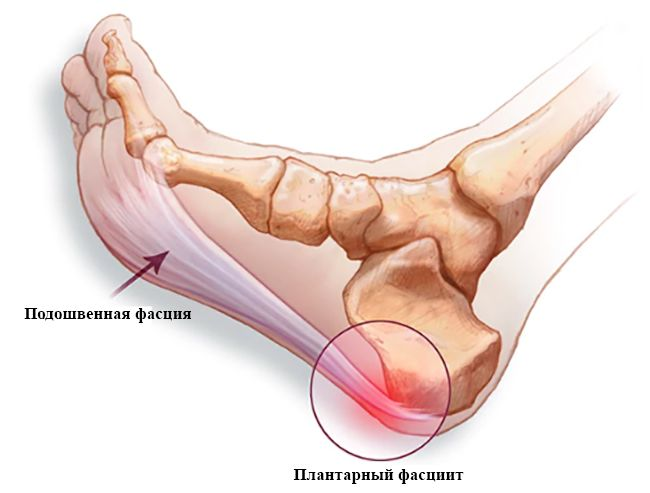 Подошвенная фасция
Плантарный фасциит